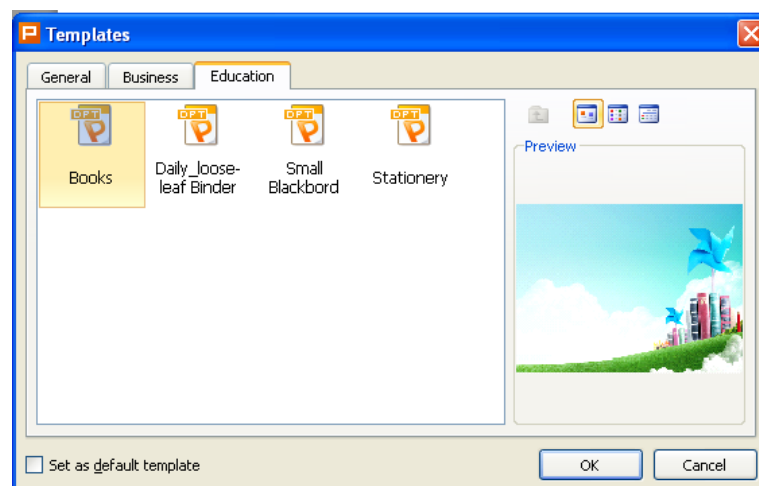 Templates
General Business Education
DPT DPT DPT DPT
Books Daily_loose-leaf Binder Small Blackbord Stationery
Preview
Set as default template
OK Cancel